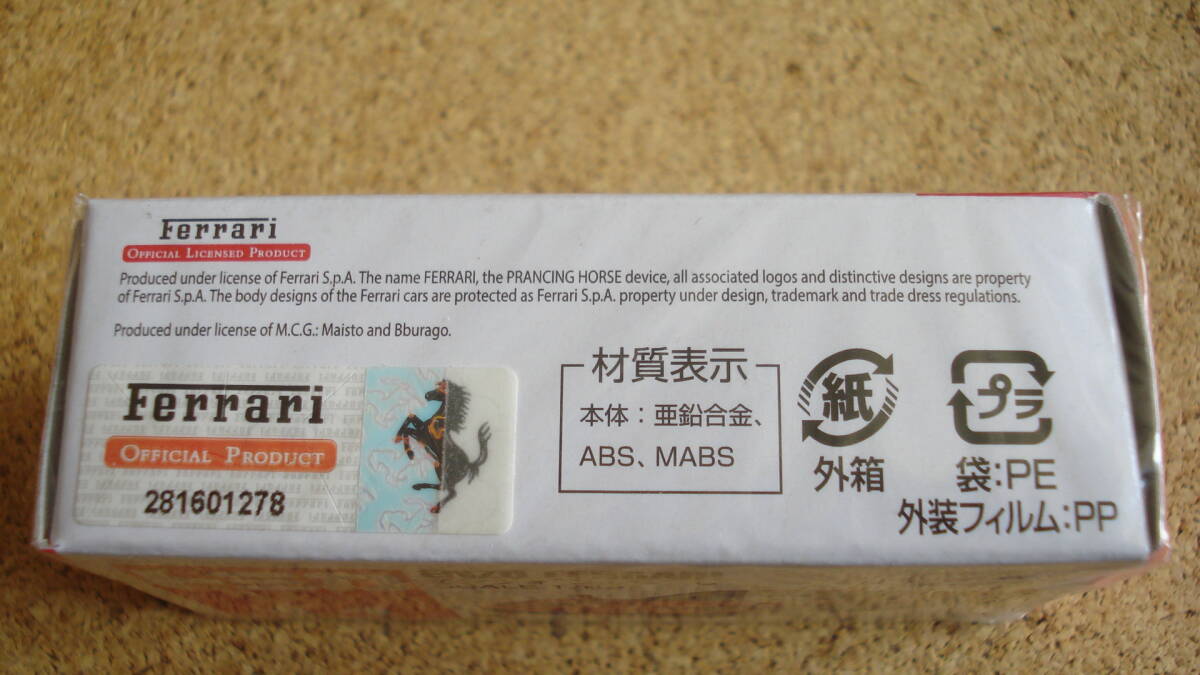 Ferrari
OFFICIAL LICENSED PRODUCT
Produced under license of Ferrari S.p.A. The name FERRARI, the PRANCING HORSE device, all associated logos and distinctive designs are property
of Ferrari S.p.A. The body designs of the Ferrari cars are protected as Ferrari S.p.A. property under design, trademark and trade dress regulations.
Produced under license of M.C.G.: Maisto and Bburago.
Ferrari
OFFICIAL PRODUCT
281601278
材質表示
本体：亜鉛合金、
ABS、MABS
紙
外箱
プラ
袋:PE
外装フィルム:PP